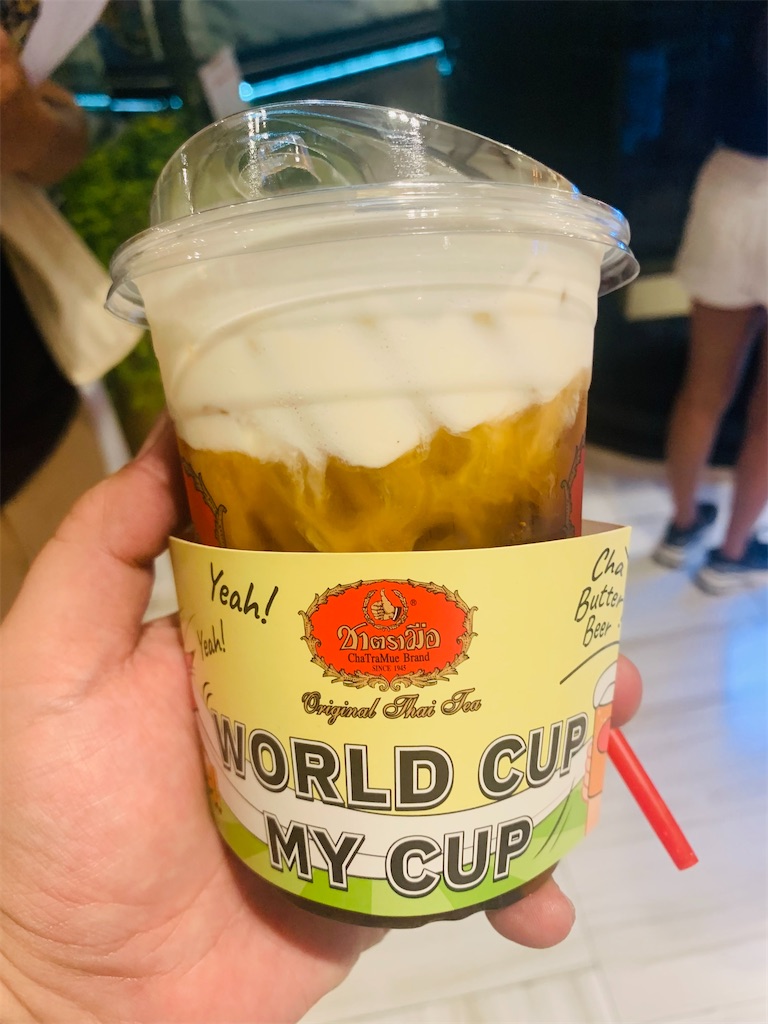 Yeah!
Yeah!
Cha
Butter
Beer
®
ชาตรามือ
ChaTraMue Brand
SINCE 1945
Original Thai Tea
WORLD CUP
MY CUP